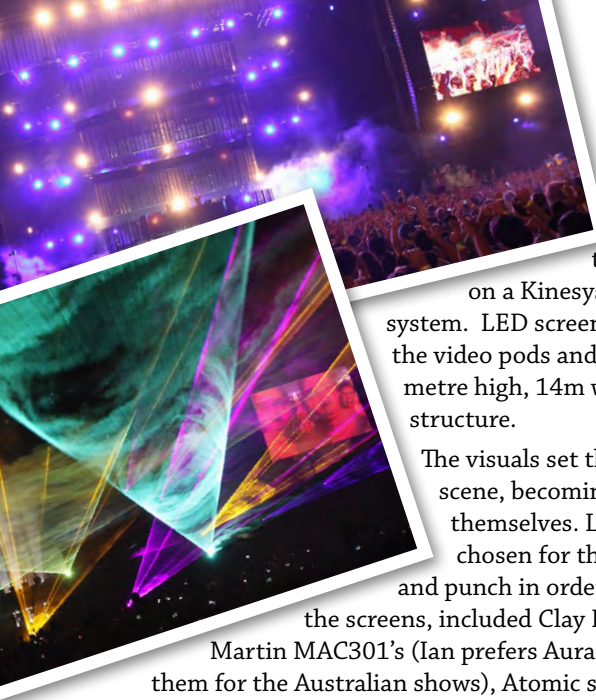 on a Kinesys
system. LED screen
the video pods and
metre high, 14m w
structure.
The visuals set th
scene, becomin
themselves. L
chosen for th
and punch in orde
the screens, included Clay
Martin MAC301's (Ian prefers Aura
them for the Australian shows), Atomic s